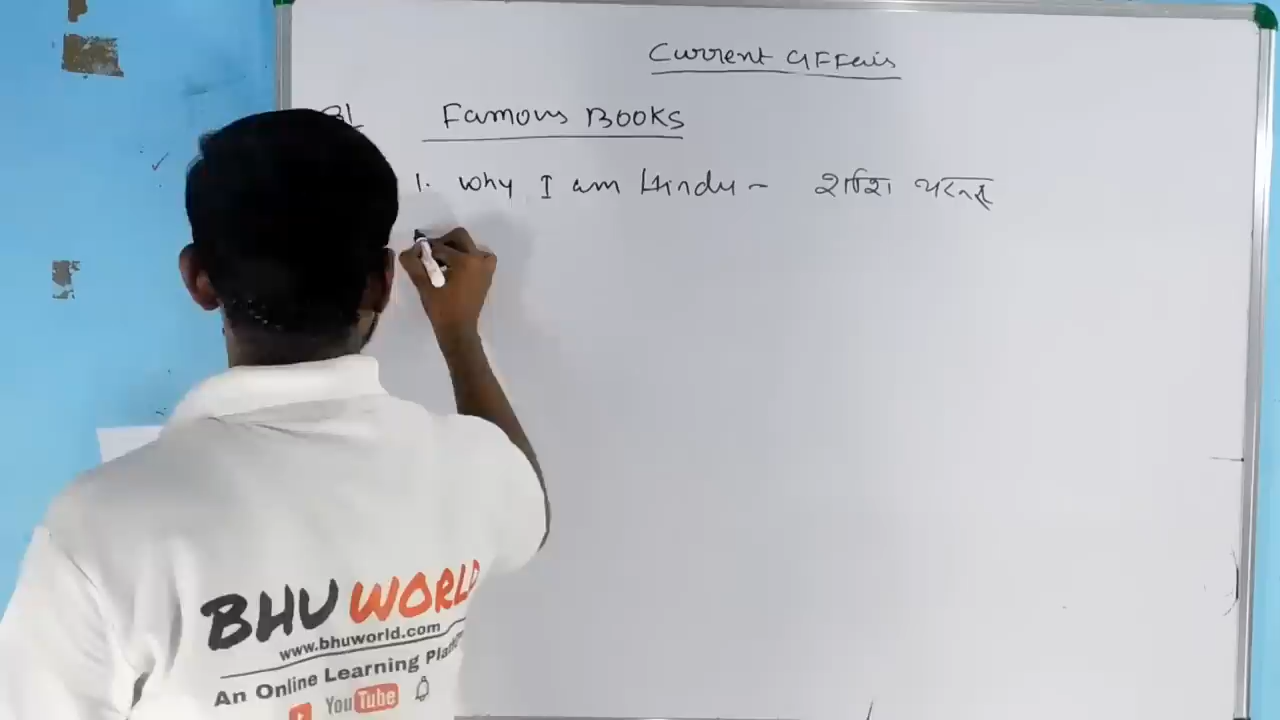 Current Affairs
Famous Books
1. Why I am Hindu - शशि थरूर
BHU WORLD
www.bhuworld.com
An Online Learning
YouTube